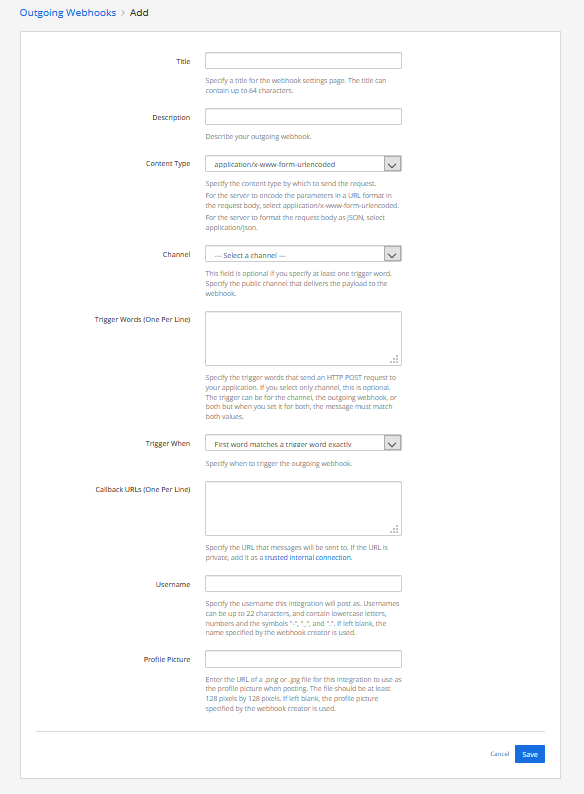 Outgoing Webhooks > Add
Title
Specify a title for the webhook settings page. The title can
contain up to 64 characters.
Description
Describe your outgoing webhook.
Content Type
application/x-www-form-urlencoded
Specify the content type by which to send the request.
For the server to encode the parameters in a URL format in
the request body, select application/x-www-form-urlencoded.
For the server to format the request body as JSON, select
application/json.
Channel
--- Select a channel ---
This field is optional if you specify at least one trigger word.
Specify the public channel that delivers the payload to the
webhook.
Trigger Words (One Per Line)
Specify the trigger words that send an HTTP POST request to
your application. If you select only channel, this is optional.
The trigger can be for the channel, the outgoing webhook, or
both but when you set it for both, the message must match
both values.
Trigger When
First word matches a trigger word exactly
Specify when to trigger the outgoing webhook.
Callback URLs (One Per Line)
Specify the URL that messages will be sent to. If the URL is
private, add it as a trusted internal connection.
Username
Specify the username this integration will post as. Usernames
can be up to 22 characters, and contain lowercase letters,
numbers and the symbols "-", "_", and ".". If left blank, the
name specified by the webhook creator is used.
Profile Picture
Enter the URL of a .png or .jpg file for this integration to use as
the profile picture when posting. The file should be at least
128 pixels by 128 pixels. If left blank, the profile picture
specified by the webhook creator is used.
Cancel
Save